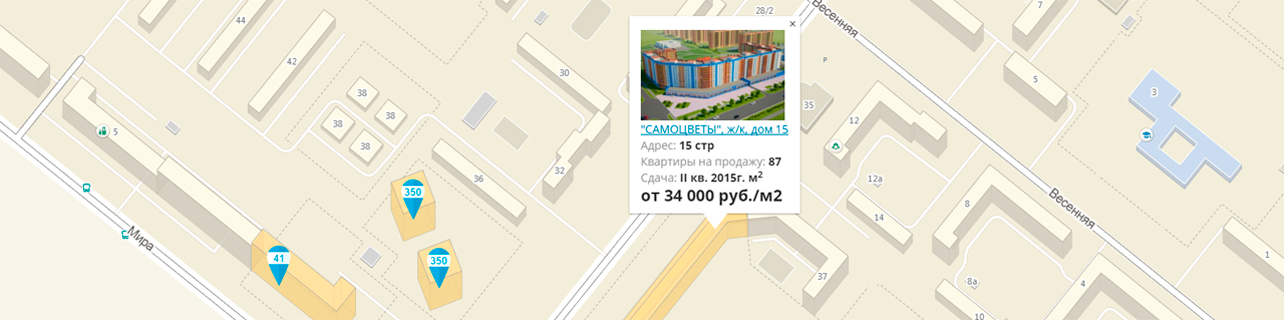 28/2
×
Весенняя
7
44
42
30
P
5
3
38
38
38
38
35
12
5
"САМОЦВЕТЫ", ж/к, дом 15
Адрес: 15 стр
Квартиры на продажу: 87
Сдача: II кв. 2015г. м²
от 34 000 руб./м2
36
32
12а
350
14
8
Весенняя
Мира
41
350
37
8а
4
1
10